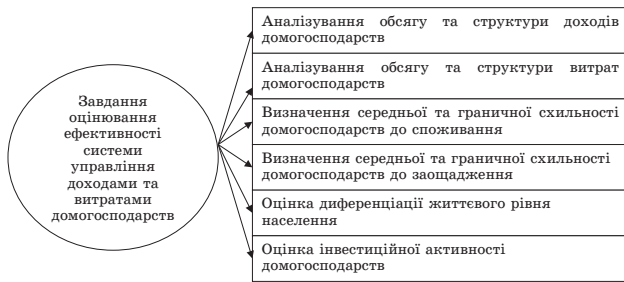 Завдання
оцінювання
ефективності
системи
управління
доходами та
витратами
домогосподарств
Аналізування обсягу та структури доходів
домогосподарств
Аналізування обсягу та структури витрат
домогосподарств
Визначення середньої та граничної схильності
домогосподарств до споживання
Визначення середньої та граничної схильності
домогосподарств до заощадження
Оцінка диференціації життєвого рівня
населення
Оцінка інвестиційної активності
домогосподарств